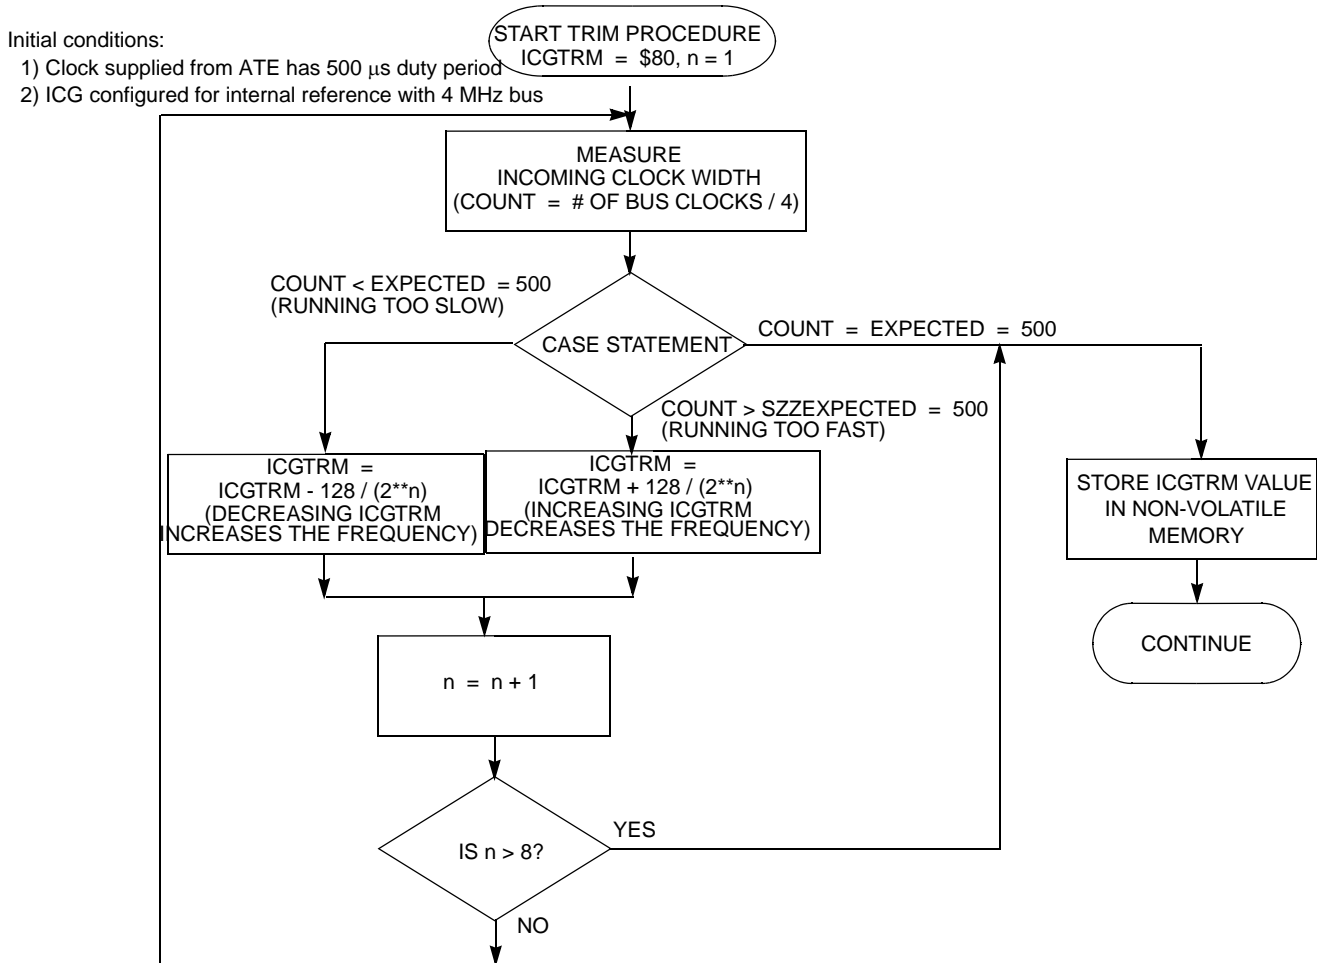 START TRIM PROCEDURE
ICGTRM = $80, n = 1
Initial conditions:
1) Clock supplied from ATE has 500 μs duty period
2) ICG configured for internal reference with 4 MHz bus
MEASURE
INCOMING CLOCK WIDTH
(COUNT = # OF BUS CLOCKS / 4)
COUNT < EXPECTED = 500
(RUNNING TOO SLOW)
CASE STATEMENT
COUNT = EXPECTED = 500
COUNT > SZZEXPECTED = 500
(RUNNING TOO FAST)
ICGTRM =
ICGTRM - 128 / (2**n)
(DECREASING ICGTRM
INCREASES THE FREQUENCY)
ICGTRM =
ICGTRM + 128 / (2**n)
(INCREASING ICGTRM
DECREASES THE FREQUENCY)
STORE ICGTRM VALUE
IN NON-VOLATILE
MEMORY
CONTINUE
n = n + 1
IS n > 8?
YES
NO